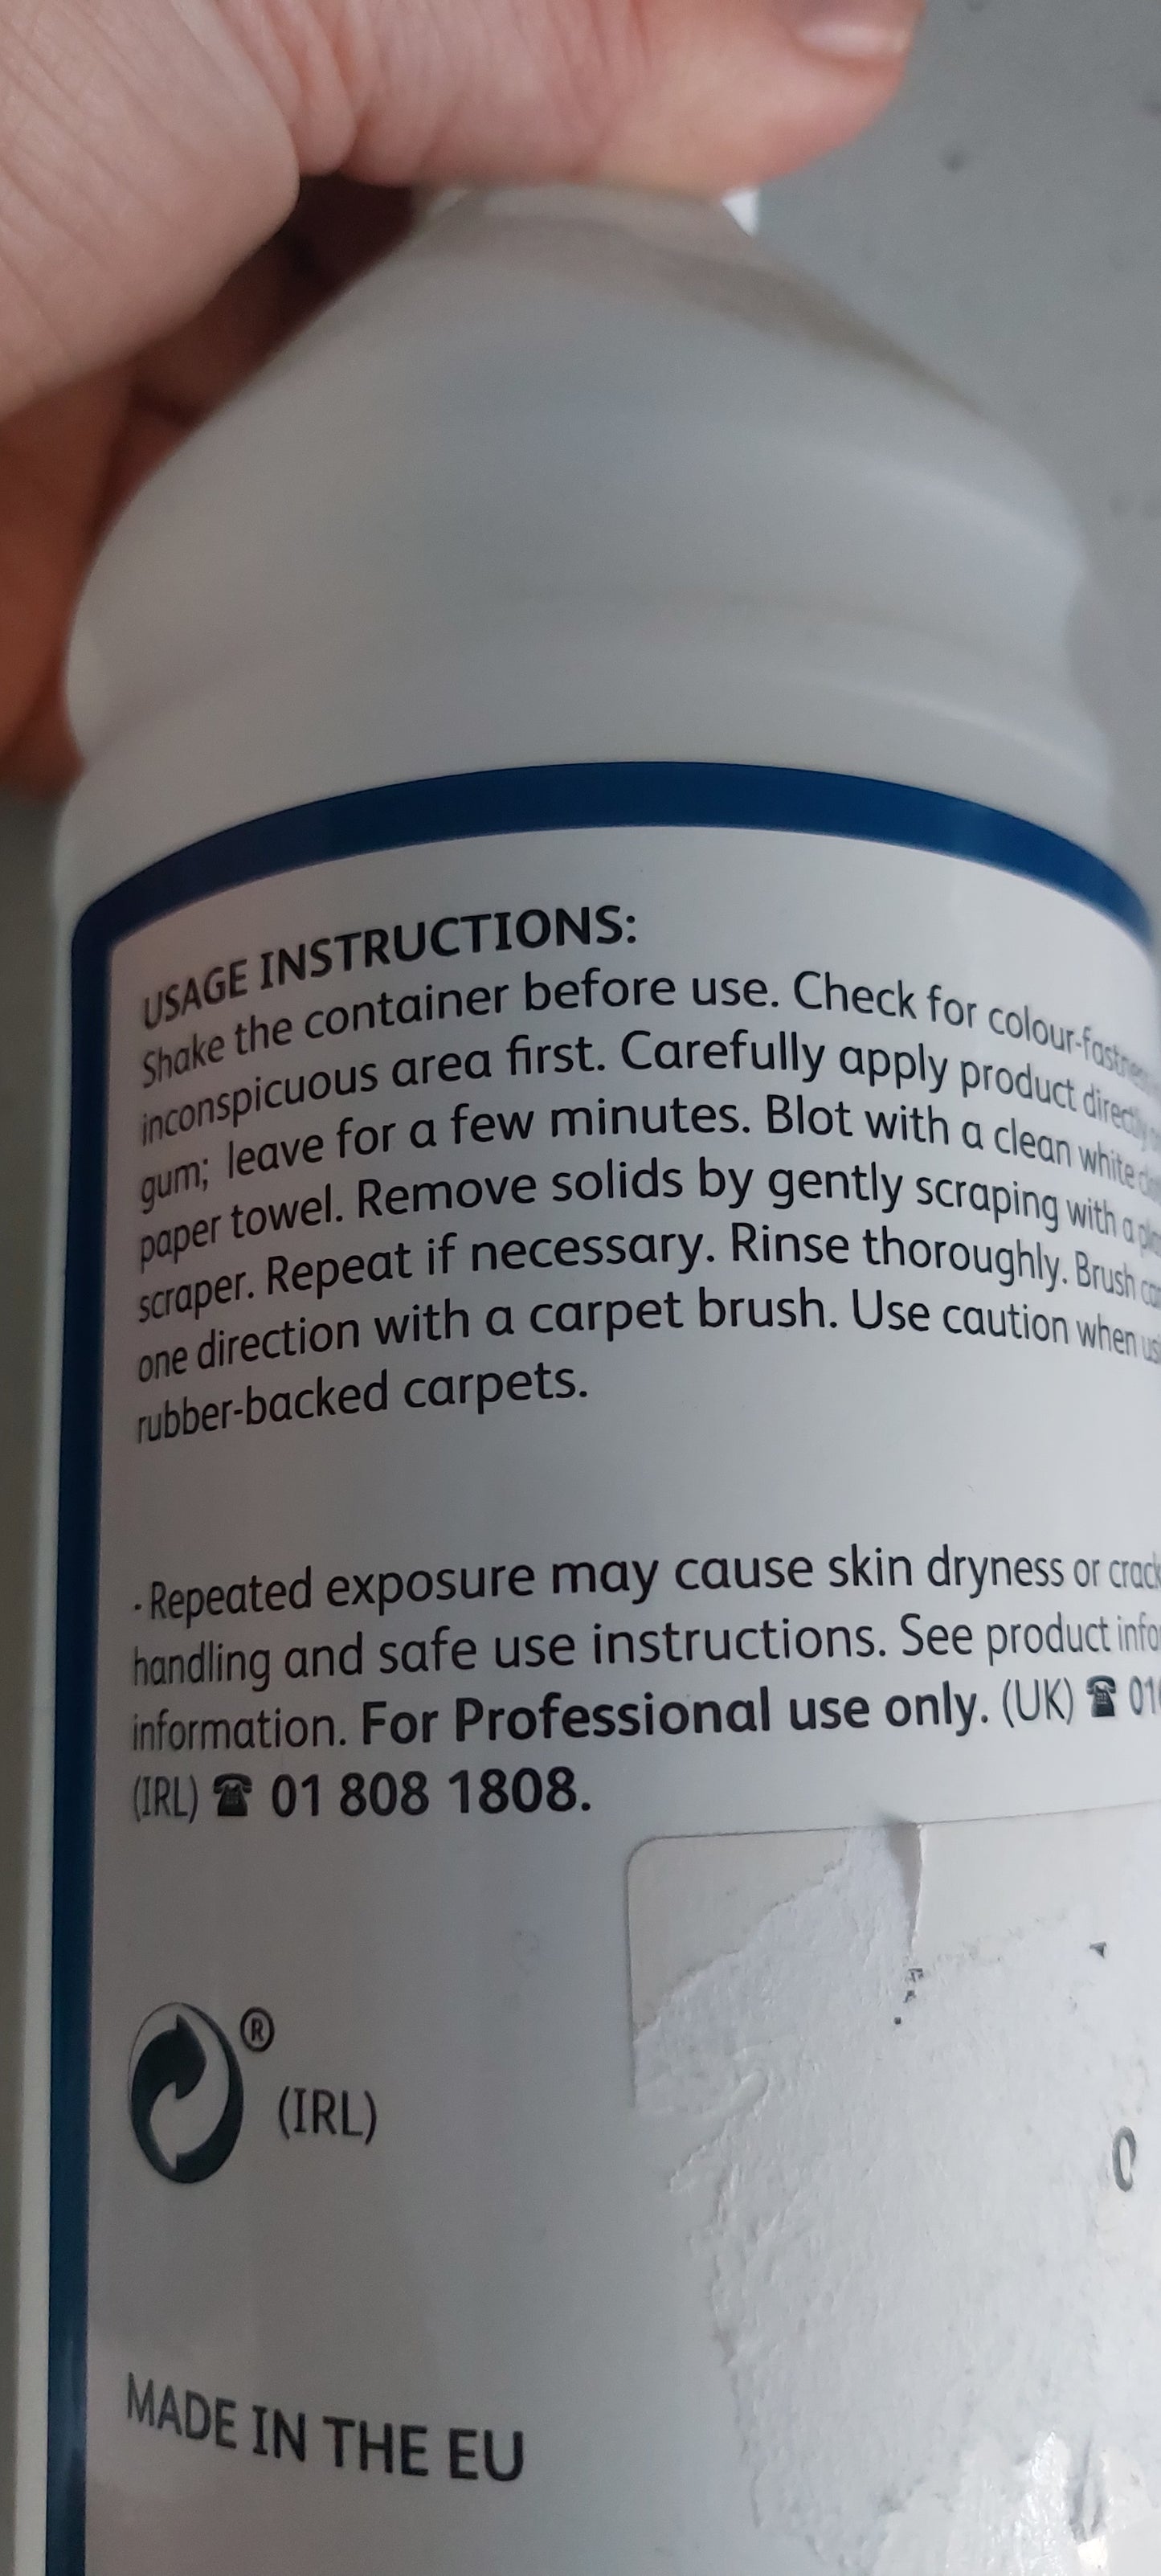 USAGE INSTRUCTIONS:
Shake the container before use. Check for
inconspicuous area first. Carefully apply product directly
gum; leave for a few minutes. Blot with a clean white
paper towel. Remove solids by gently scraping with a
scraper. Repeat if necessary. Rinse thoroughly. Brush
one direction with a carpet brush. Use caution when
rubber-backed carpets.
· Repeated exposure may cause skin dryness or
handling and safe use instructions. See product
information. For Professional use only. (UK) ☎
(IRL) ☎ 01 808 1808.
®
(IRL)
0
MADE IN THE EU